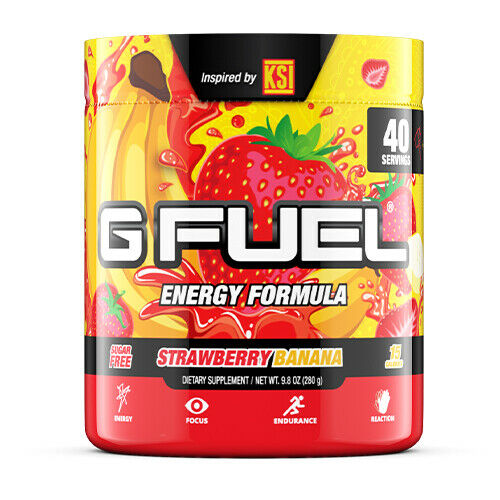 Inspired by KSI
40
SERVINGS
G FUEL
ENERGY FORMULA
SUGAR
FREE
STRAWBERRY BANANA
15
DIETARY SUPPLEMENT / NET WT. 9.8 OZ (280 g)
ENERGY
FOCUS
ENDURANCE
REACTION